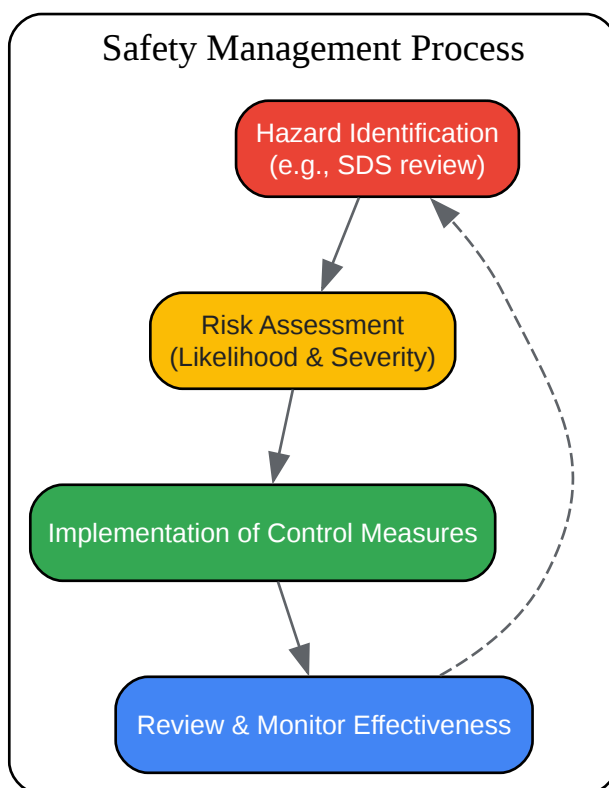 Safety Management Process
Hazard Identification
(e.g., SDS review)
Risk Assessment
(Likelihood & Severity)
Implementation of Control Measures
Review & Monitor Effectiveness